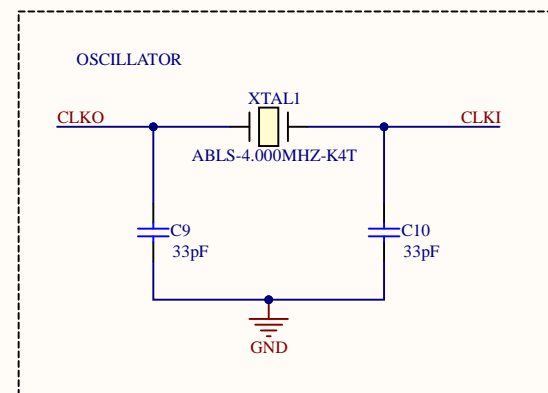 OSCILLATOR
XTAL1
CLKO
CLKI
ABLS-4.000MHZ-K4T
C9
33pF
C10
33pF
GND